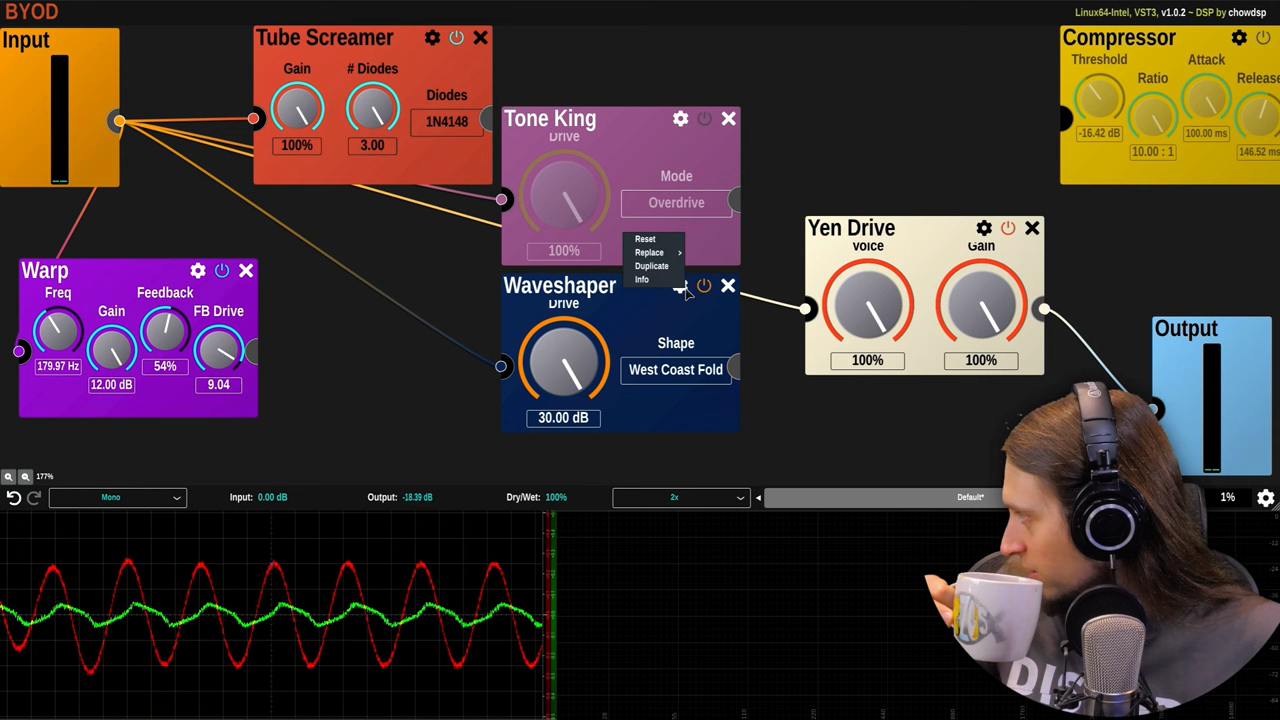 BYOD
Linux64-Intel, VST3, v1.0.2 ~ DSP by chowdsp
Input
Tube Screamer
Gain
# Diodes
Diodes
1N4148
100%
3.00
Tone King
Drive
Mode
Overdrive
100%
Compressor
Threshold
Ratio
Attack
Release
-16.42 dB
10.00 : 1
100.00 ms
146.52 ms
Reset
Replace
Duplicate
Info
Warp
Freq
Gain
Feedback
FB Drive
179.97 Hz
12.00 dB
54%
9.04
Waveshaper
Drive
Shape
West Coast Fold
30.00 dB
Yen Drive
Voice
Gain
100%
100%
Output
177%
Mono
Input: 0.00 dB
Output: -18.39 dB
Dry/Wet: 100%
2x
Default*
1%